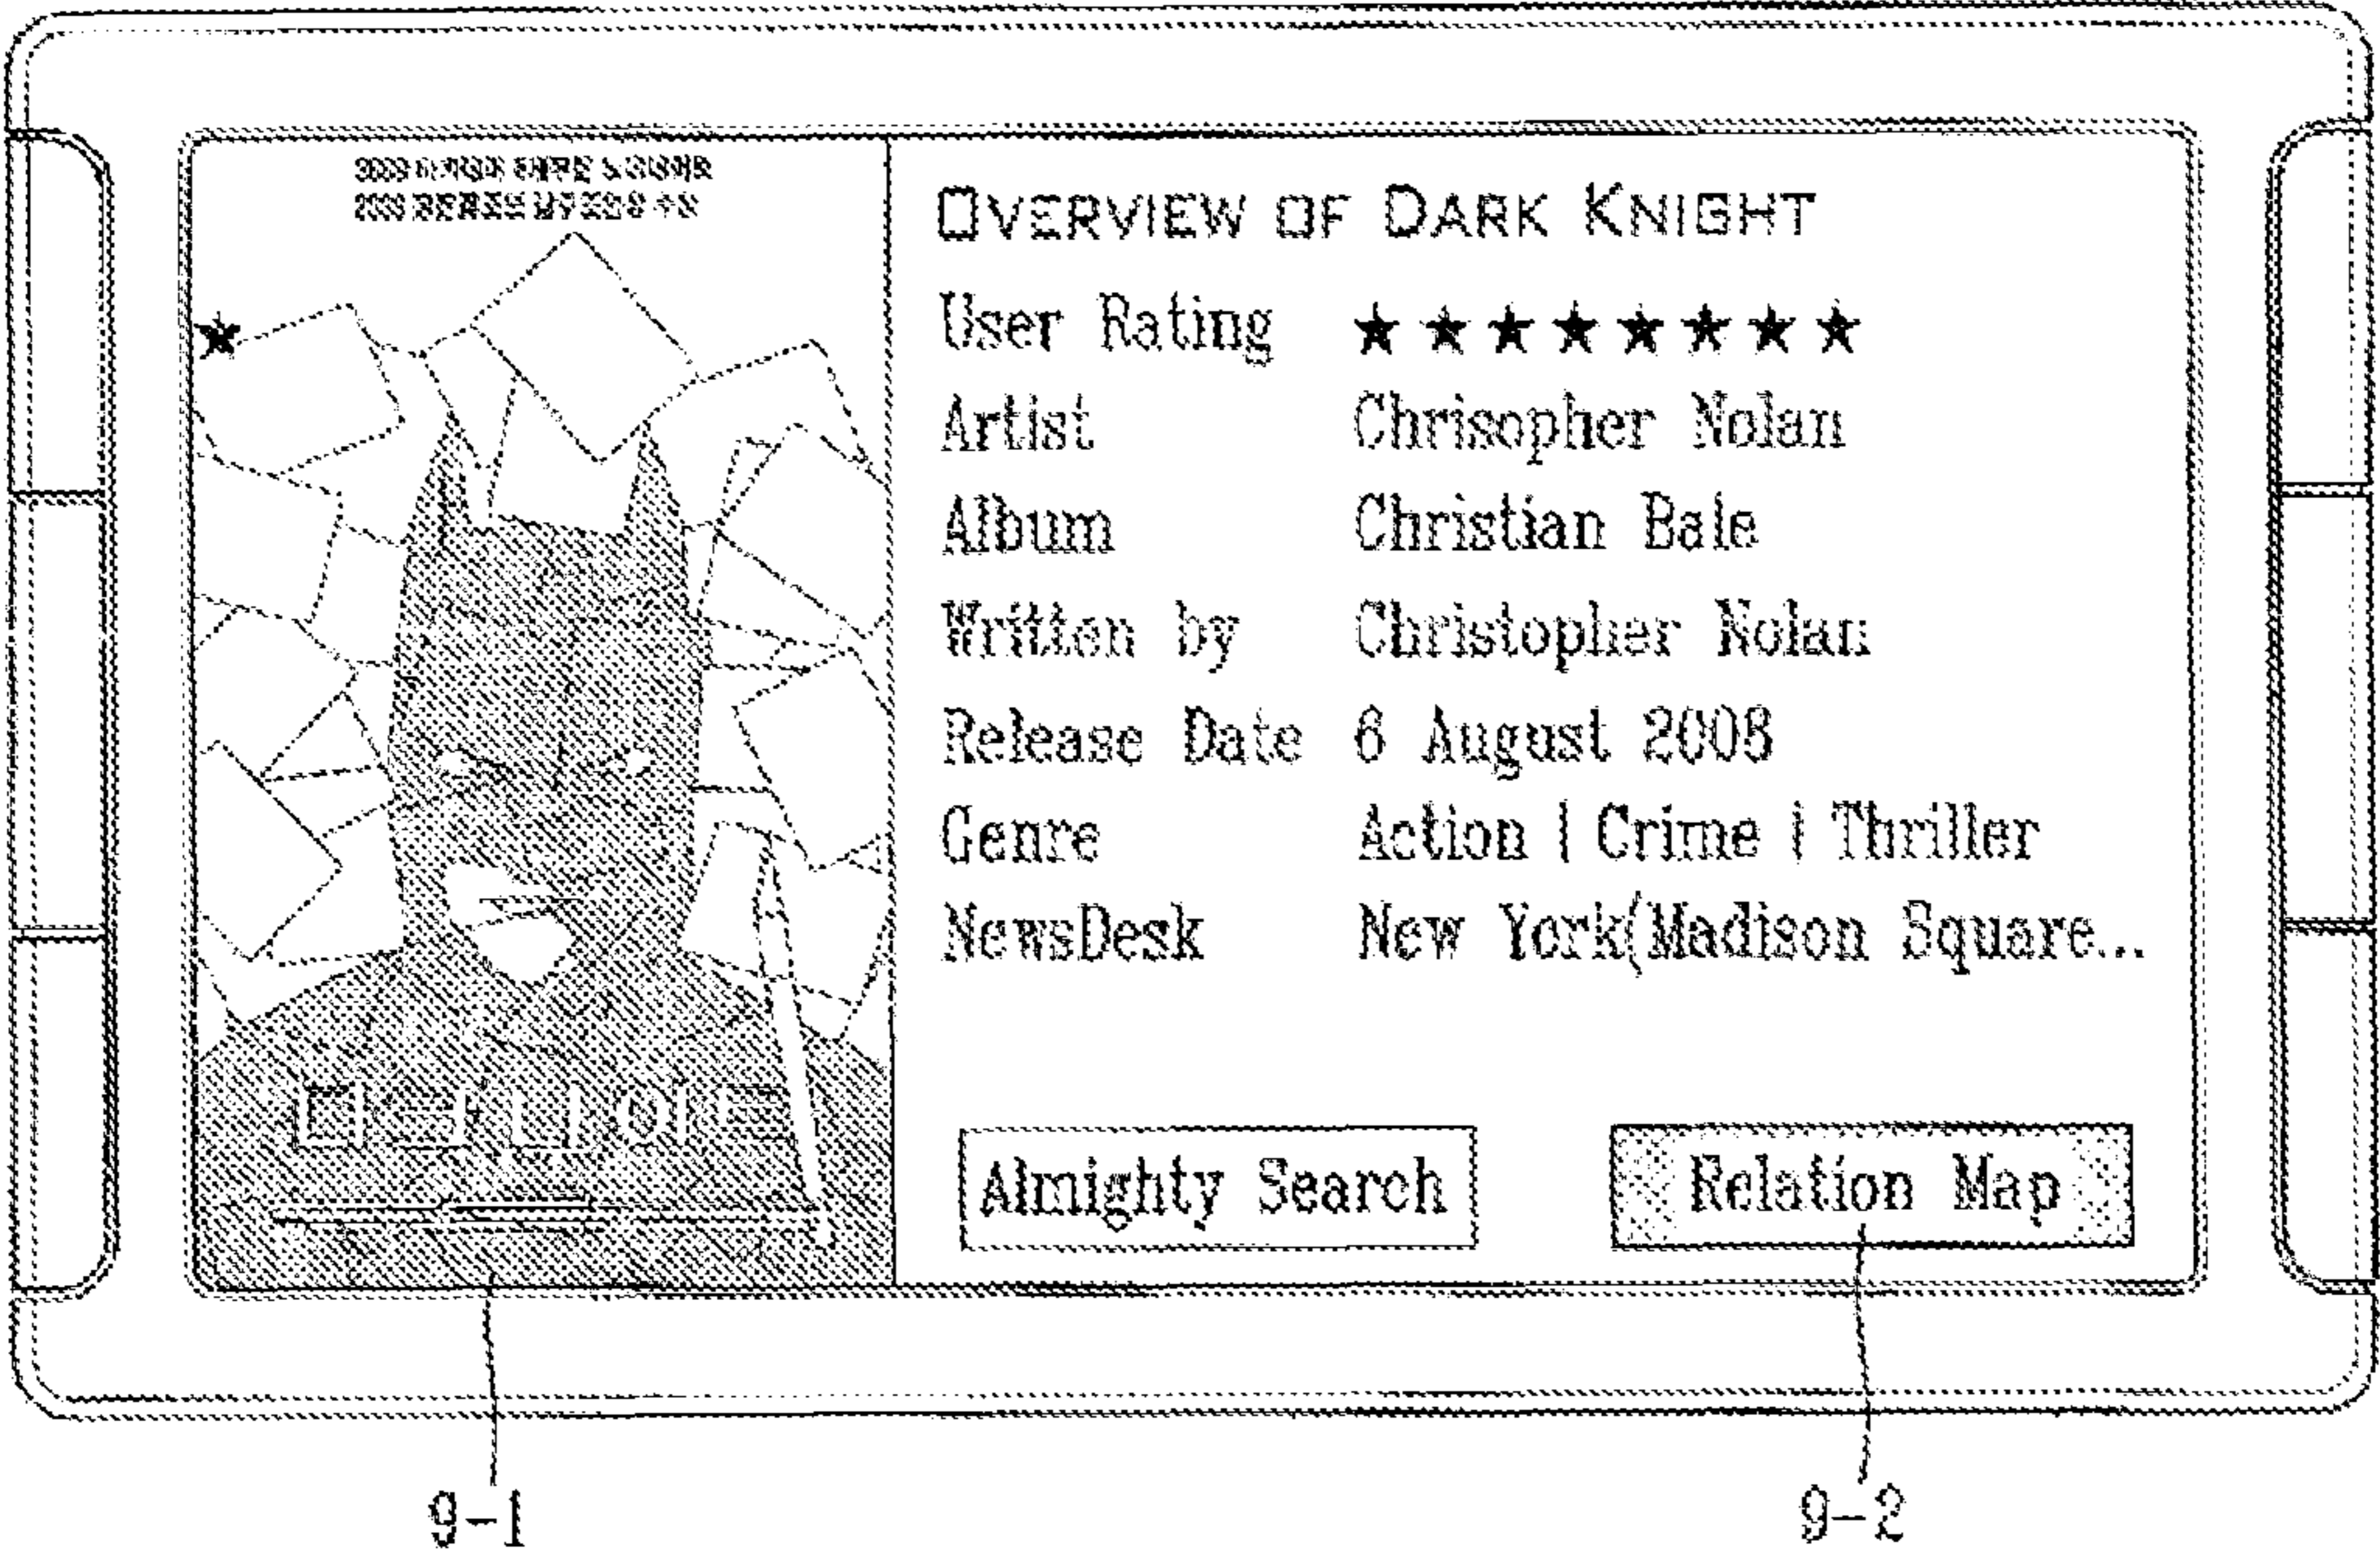 OVERVIEW OF DARK KNIGHT
User Rating ★★★★★★★★
Artist Chrisopher Nolan
Album Christian Bale
Written by Christopher Nolan
Release Date 6 August 2008
Genre Action | Crime | Thriller
NewsDesk New York(Madison Square...
Almighty Search
Relation Map
9-1
9-2